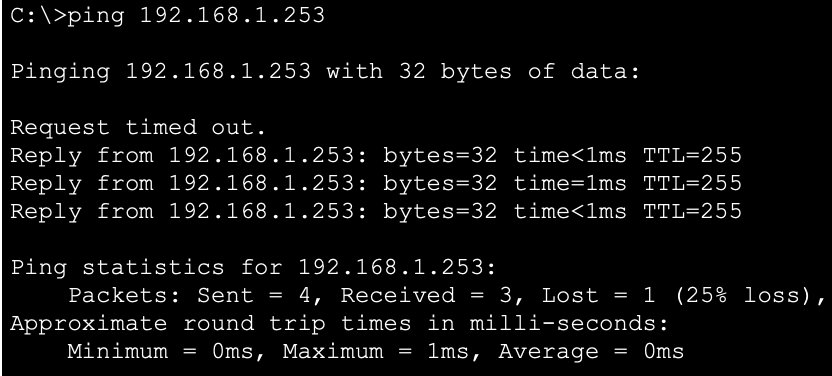 C:\>ping 192.168.1.253
Pinging 192.168.1.253 with 32 bytes of data:
Request timed out.
Reply from 192.168.1.253: bytes=32 time<1ms TTL=255
Reply from 192.168.1.253: bytes=32 time=1ms TTL=255
Reply from 192.168.1.253: bytes=32 time<1ms TTL=255
Ping statistics for 192.168.1.253:
Packets: Sent = 4, Received = 3, Lost = 1 (25% loss),
Approximate round trip times in milli-seconds:
Minimum = 0ms, Maximum = 1ms, Average = 0ms